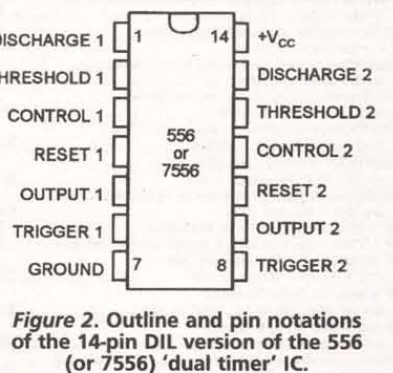 DISCHARGE 1
1
14
+VCC
THRESHOLD 1
DISCHARGE 2
CONTROL 1
THRESHOLD 2
556
or
7556
RESET 1
CONTROL 2
OUTPUT 1
RESET 2
TRIGGER 1
OUTPUT 2
GROUND
7
8
TRIGGER 2
Figure 2. Outline and pin notations
of the 14-pin DIL version of the 556
(or 7556) 'dual timer' IC.